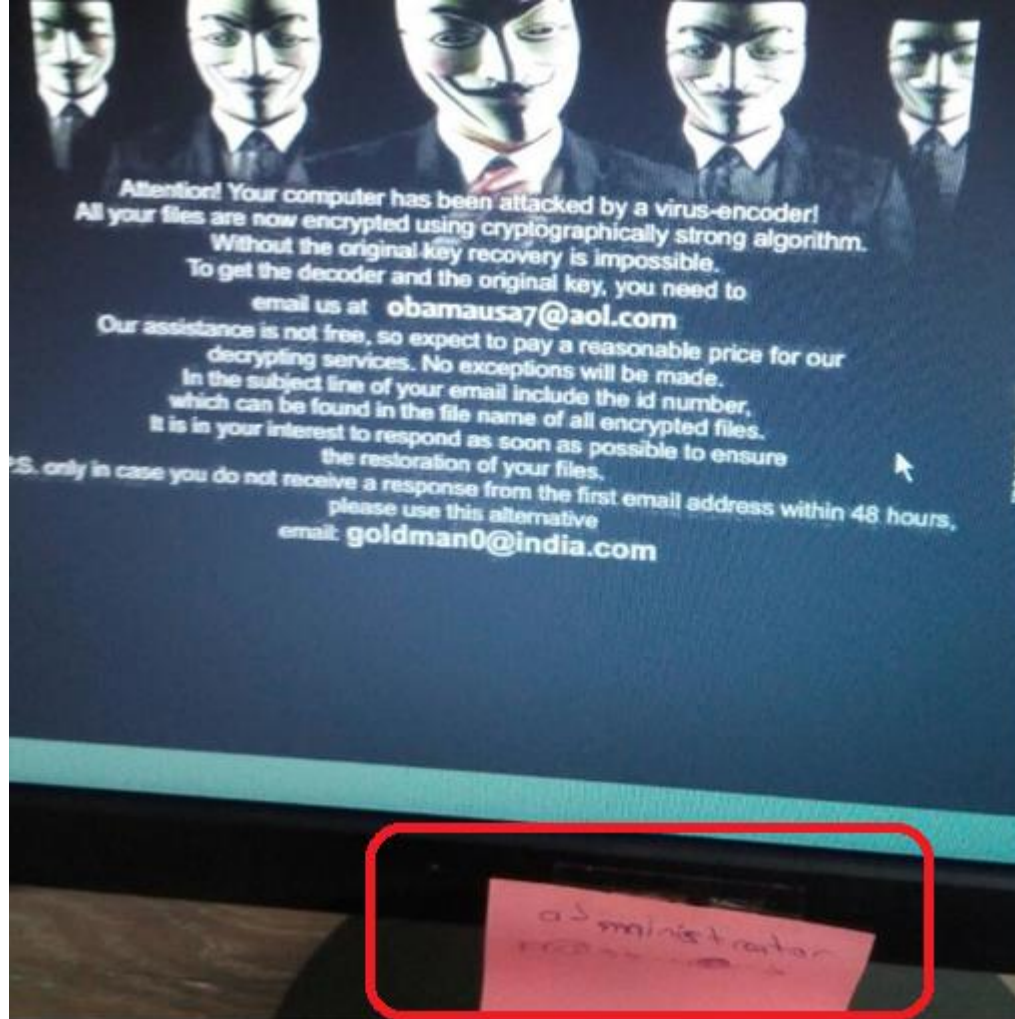 Attention! Your computer has been attacked by a virus-encoder!
All your files are now encrypted using cryptographically strong algorithm.
Without the original key recovery is impossible.
To get the decoder and the original key, you need to
email us at obamausa7@aol.com
Our assistance is not free, so expect to pay a reasonable price for our
decrypting services. No exceptions will be made.
In the subject line of your email include the id number,
which can be found in the file name of all encrypted files.
It is in your interest to respond as soon as possible to ensure
the restoration of your files.
P.S. only in case you do not receive a response from the first email address within 48 hours,
please use this alternative
email: goldman0@india.com
administrator